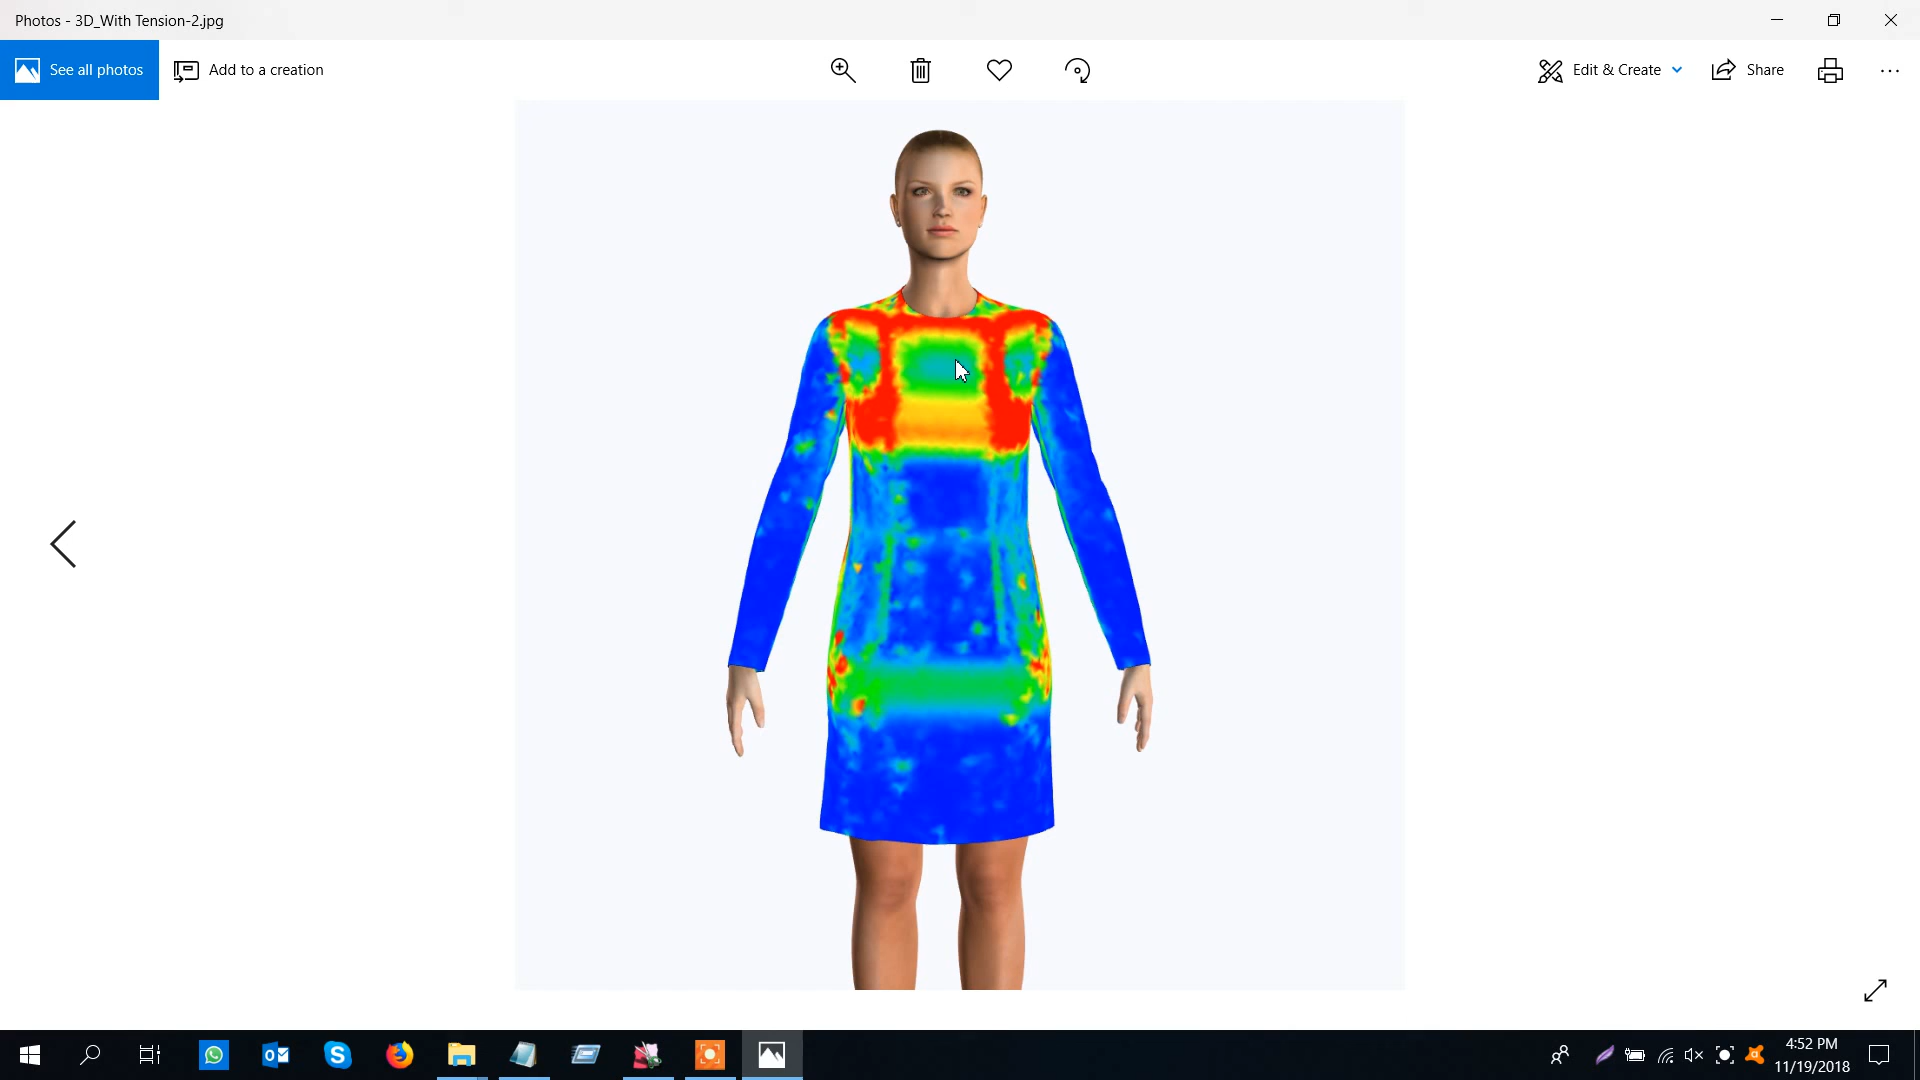 Photos - 3D_With Tension-2.jpg
See all photos
Add to a creation
Edit & Create
Share
4:52 PM
11/19/2018